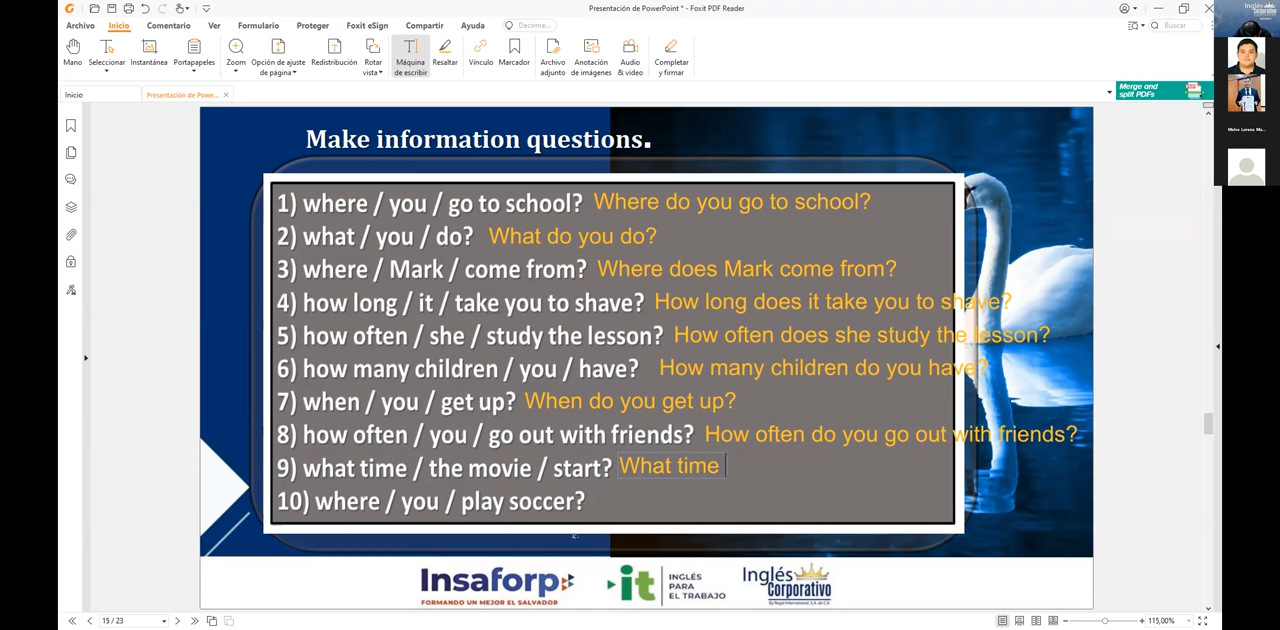 Presentación de PowerPoint * - Foxit PDF Reader
Archivo Inicio Comentario Ver Formulario Proteger Foxit eSign Compartir Ayuda Decirme... Buscar
Mano Seleccionar Instantánea Portapapeles Zoom Opción de ajuste de página Redistribución Rotar vista Máquina de escribir Resaltar Vínculo Marcador Archivo adjunto Anotación de imágenes Audio & video Completar y firmar
Inicio Presentación de Powe...
Merge and split PDFs
Inglés Corporativo
Make information questions.
1) where / you / go to school? Where do you go to school?
2) what / you / do? What do you do?
3) where / Mark / come from? Where does Mark come from?
4) how long / it / take you to shave? How long does it take you to shave?
5) how often / she / study the lesson? How often does she study the lesson?
6) how many children / you / have? How many children do you have?
7) when / you / get up? When do you get up?
8) how often / you / go out with friends? How often do you go out with friends?
9) what time / the movie / start? What time
10) where / you / play soccer?
Insaforp
FORMANDO UN MEJOR EL SALVADOR
it INGLÉS PARA EL TRABAJO
Inglés Corporativo
15 / 23
115,00%